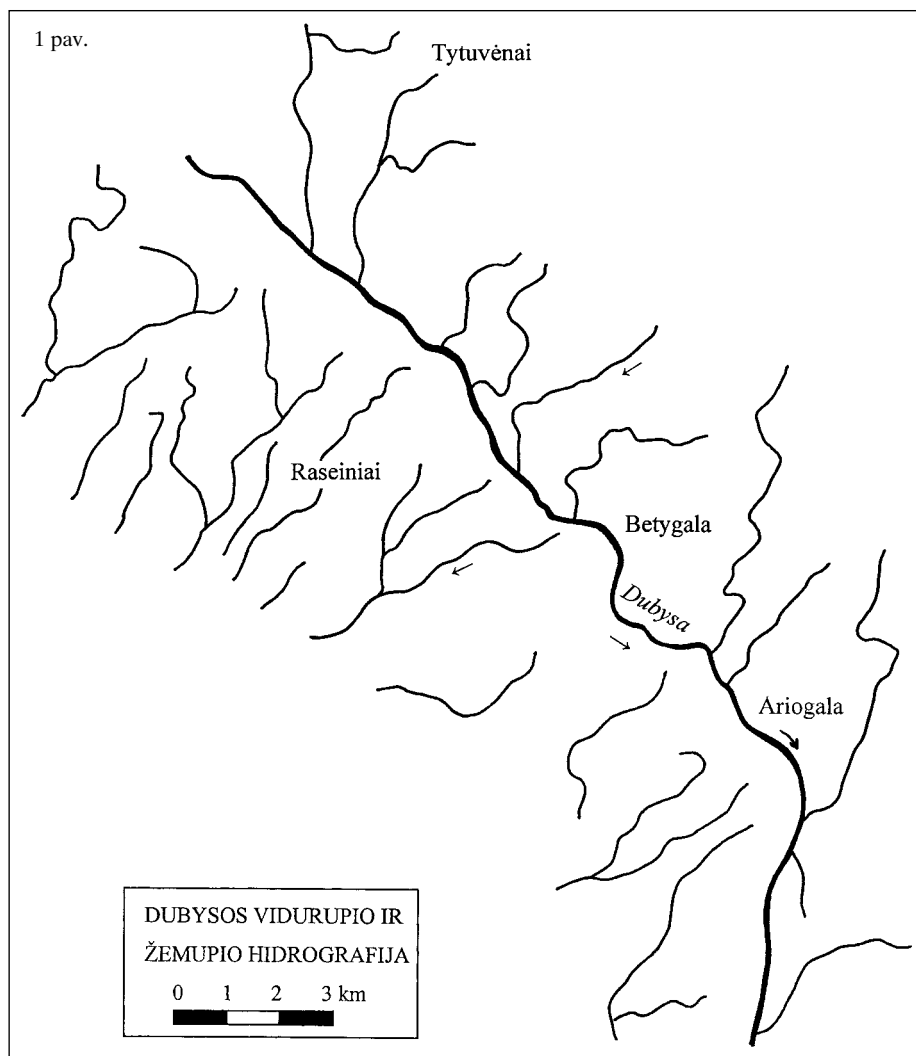 1 pav.
Tytuvėnai
Raseiniai
Betygala
Dubysa
Ariogala
DUBYSOS VIDURUPIO IR
ŽEMUPIO HIDROGRAFIJA
0 1 2 3 km